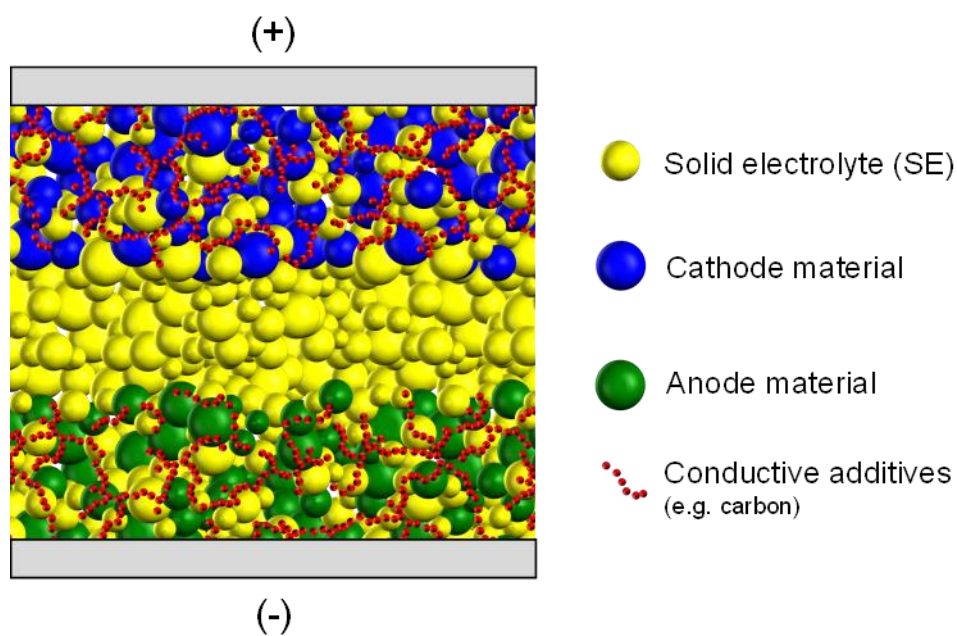 (+)
Solid electrolyte (SE)
Cathode material
Anode material
Conductive additives
(e.g. carbon)
(-)